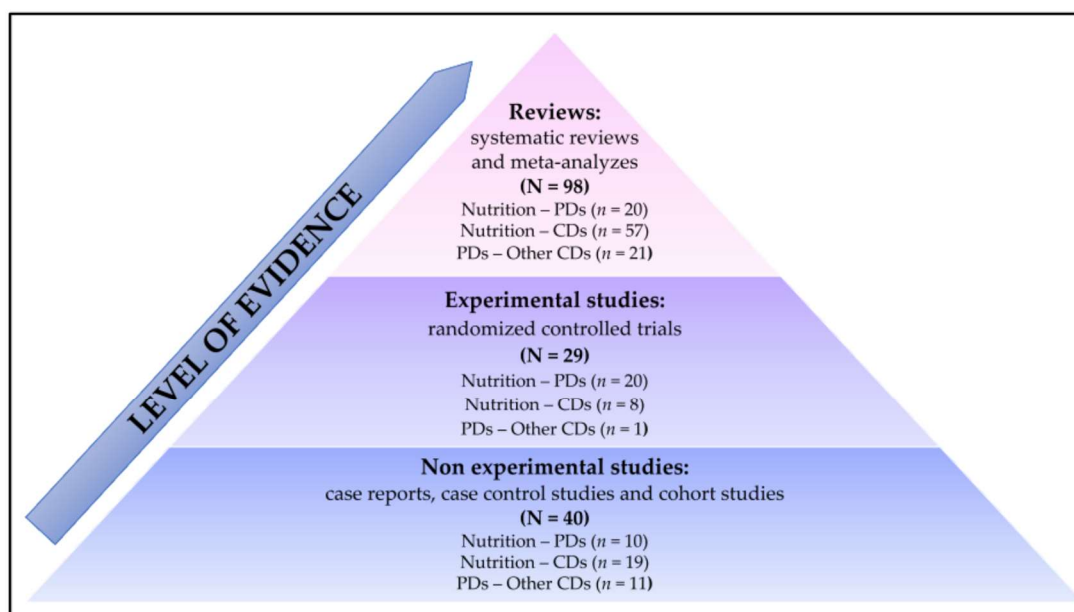 LEVEL OF EVIDENCE
Reviews:
systematic reviews
and meta-analyzes
(N = 98)
Nutrition – PDs (n = 20)
Nutrition – CDs (n = 57)
PDs – Other CDs (n = 21)
Experimental studies:
randomized controlled trials
(N = 29)
Nutrition – PDs (n = 20)
Nutrition – CDs (n = 8)
PDs – Other CDs (n = 1)
Non experimental studies:
case reports, case control studies and cohort studies
(N = 40)
Nutrition – PDs (n = 10)
Nutrition – CDs (n = 19)
PDs – Other CDs (n = 11)